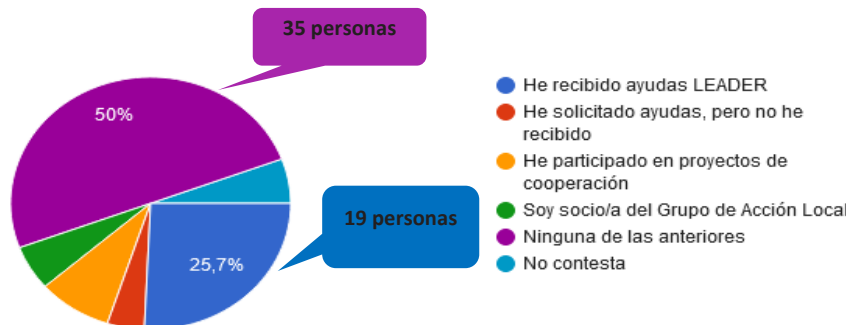 35 personas
50%
19 personas
25,7%
He recibido ayudas LEADER
He solicitado ayudas, pero no he
recibido
He participado en proyectos de
cooperación
Soy socio/a del Grupo de Acción Local
Ninguna de las anteriores
No contesta